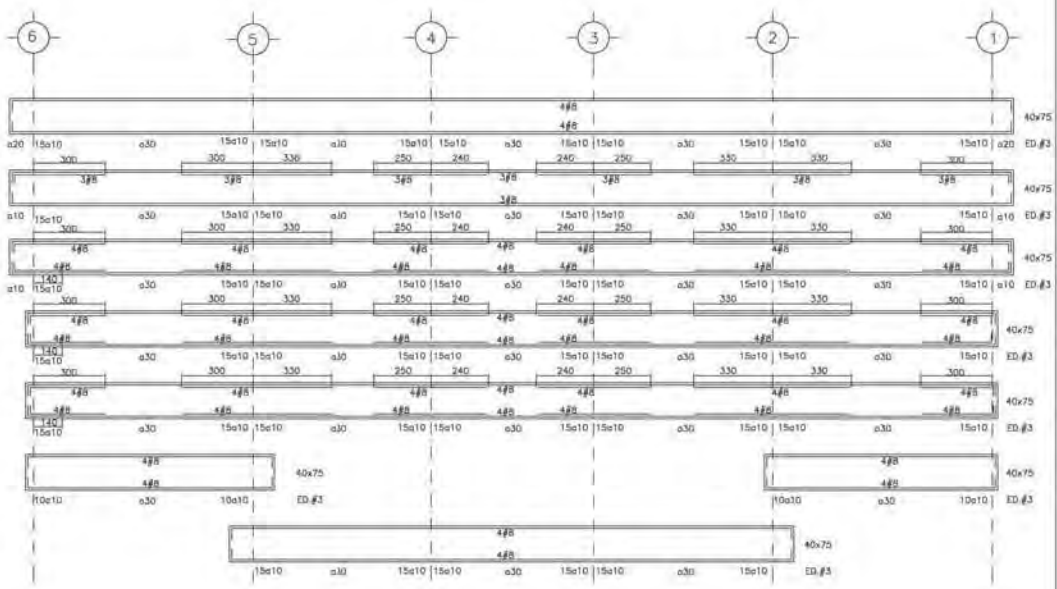 6 5 4 3 2 1
4#8
4#8 40x75
a20 15a10 a30 15a10 15a10 a30 15a10 15a10 a30 15a10 15a10 a30 15a10 15a10 a30 15a10 a20 ED.#3
300 300 330 250 240 240 250 330 330 300
3#8 3#8 3#8 3#8 3#8 3#8 3#8 40x75
3#8
a10 15a10 a30 15a10 15a10 a30 15a10 15a10 a30 15a10 15a10 a30 15a10 15a10 a30 15a10 a10 ED.#3
300 300 330 250 240 240 250 330 330 300
4#8 4#8 4#8 4#8 4#8 4#8 4#8 40x75
4#8 4#8 4#8 4#8 4#8 4#8 4#8
140
a10 15a10 a30 15a10 15a10 a30 15a10 15a10 a30 15a10 15a10 a30 15a10 15a10 a30 15a10 a10 ED.#3
300 300 330 250 240 240 250 330 330 300
4#8 4#8 4#8 4#8 4#8 4#8 4#8 40x75
4#8 4#8 4#8 4#8 4#8 4#8 4#8
140
15a10 a30 15a10 15a10 a30 15a10 15a10 a30 15a10 15a10 a30 15a10 15a10 a30 15a10 ED.#3
300 300 330 250 240 240 250 330 330 300
4#8 4#8 4#8 4#8 4#8 4#8 4#8 40x75
4#8 4#8 4#8 4#8 4#8 4#8 4#8
140
15a10 a30 15a10 15a10 a30 15a10 15a10 a30 15a10 15a10 a30 15a10 15a10 a30 15a10 ED.#3
4#8 4#8
40x75 40x75
4#8 4#8
10a10 a30 10a10 ED.#3 10a10 a30 10a10 ED.#3
4#8
40x75
4#8
15a10 a30 15a10 15a10 a30 15a10 15a10 a30 15a10 ED.#3